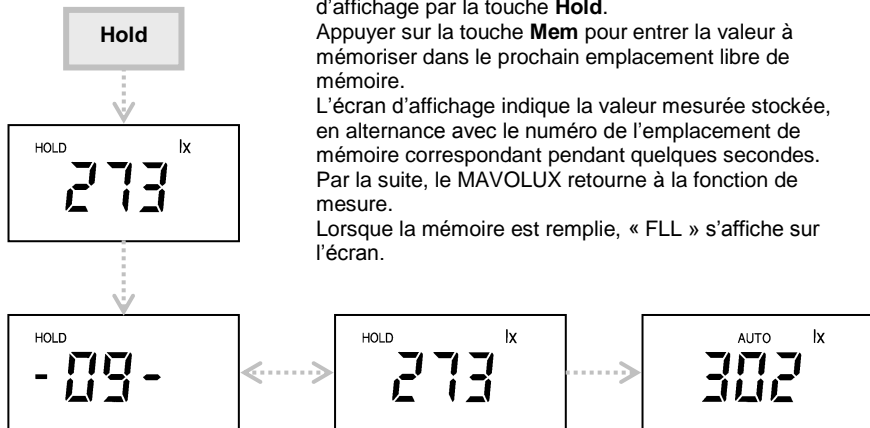 d'affichage par la touche Hold.
Appuyer sur la touche Mem pour entrer la valeur à
mémoriser dans le prochain emplacement libre de
mémoire.
L'écran d'affichage indique la valeur mesurée stockée,
en alternance avec le numéro de l'emplacement de
mémoire correspondant pendant quelques secondes.
Par la suite, le MAVOLUX retourne à la fonction de
mesure.
Lorsque la mémoire est remplie, « FLL » s'affiche sur
l'écran.
Hold
HOLD lx
273
HOLD
-09-
HOLD lx
273
AUTO lx
302